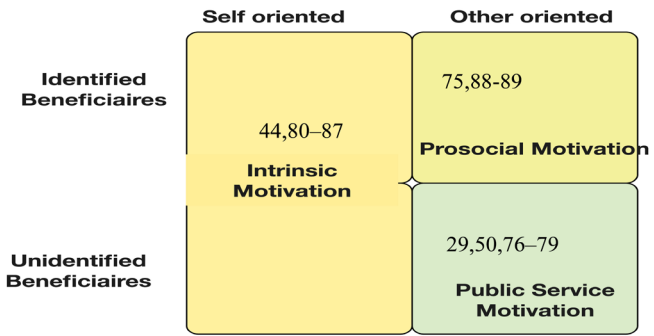 Self oriented
Other oriented
Identified
Beneficiaires
75,88-89
44,80–87
Prosocial Motivation
Intrinsic
Motivation
29,50,76–79
Unidentified
Beneficiaires
Public Service
Motivation